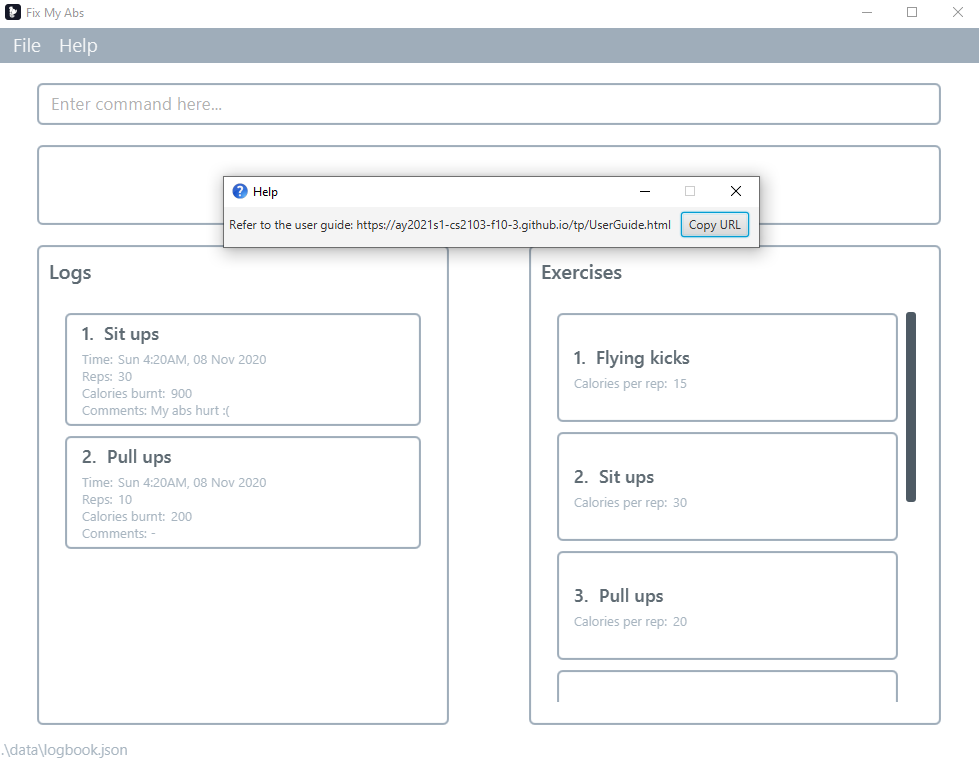 Fix My Abs
File Help
Enter command here...
Help
Refer to the user guide: https://ay2021s1-cs2103-f10-3.github.io/tp/UserGuide.html Copy URL
Logs
1. Sit ups
Time: Sun 4:20AM, 08 Nov 2020
Reps: 30
Calories burnt: 900
Comments: My abs hurt :(
2. Pull ups
Time: Sun 4:20AM, 08 Nov 2020
Reps: 10
Calories burnt: 200
Comments: -
Exercises
1. Flying kicks
Calories per rep: 15
2. Sit ups
Calories per rep: 30
3. Pull ups
Calories per rep: 20
.\data\logbook.json